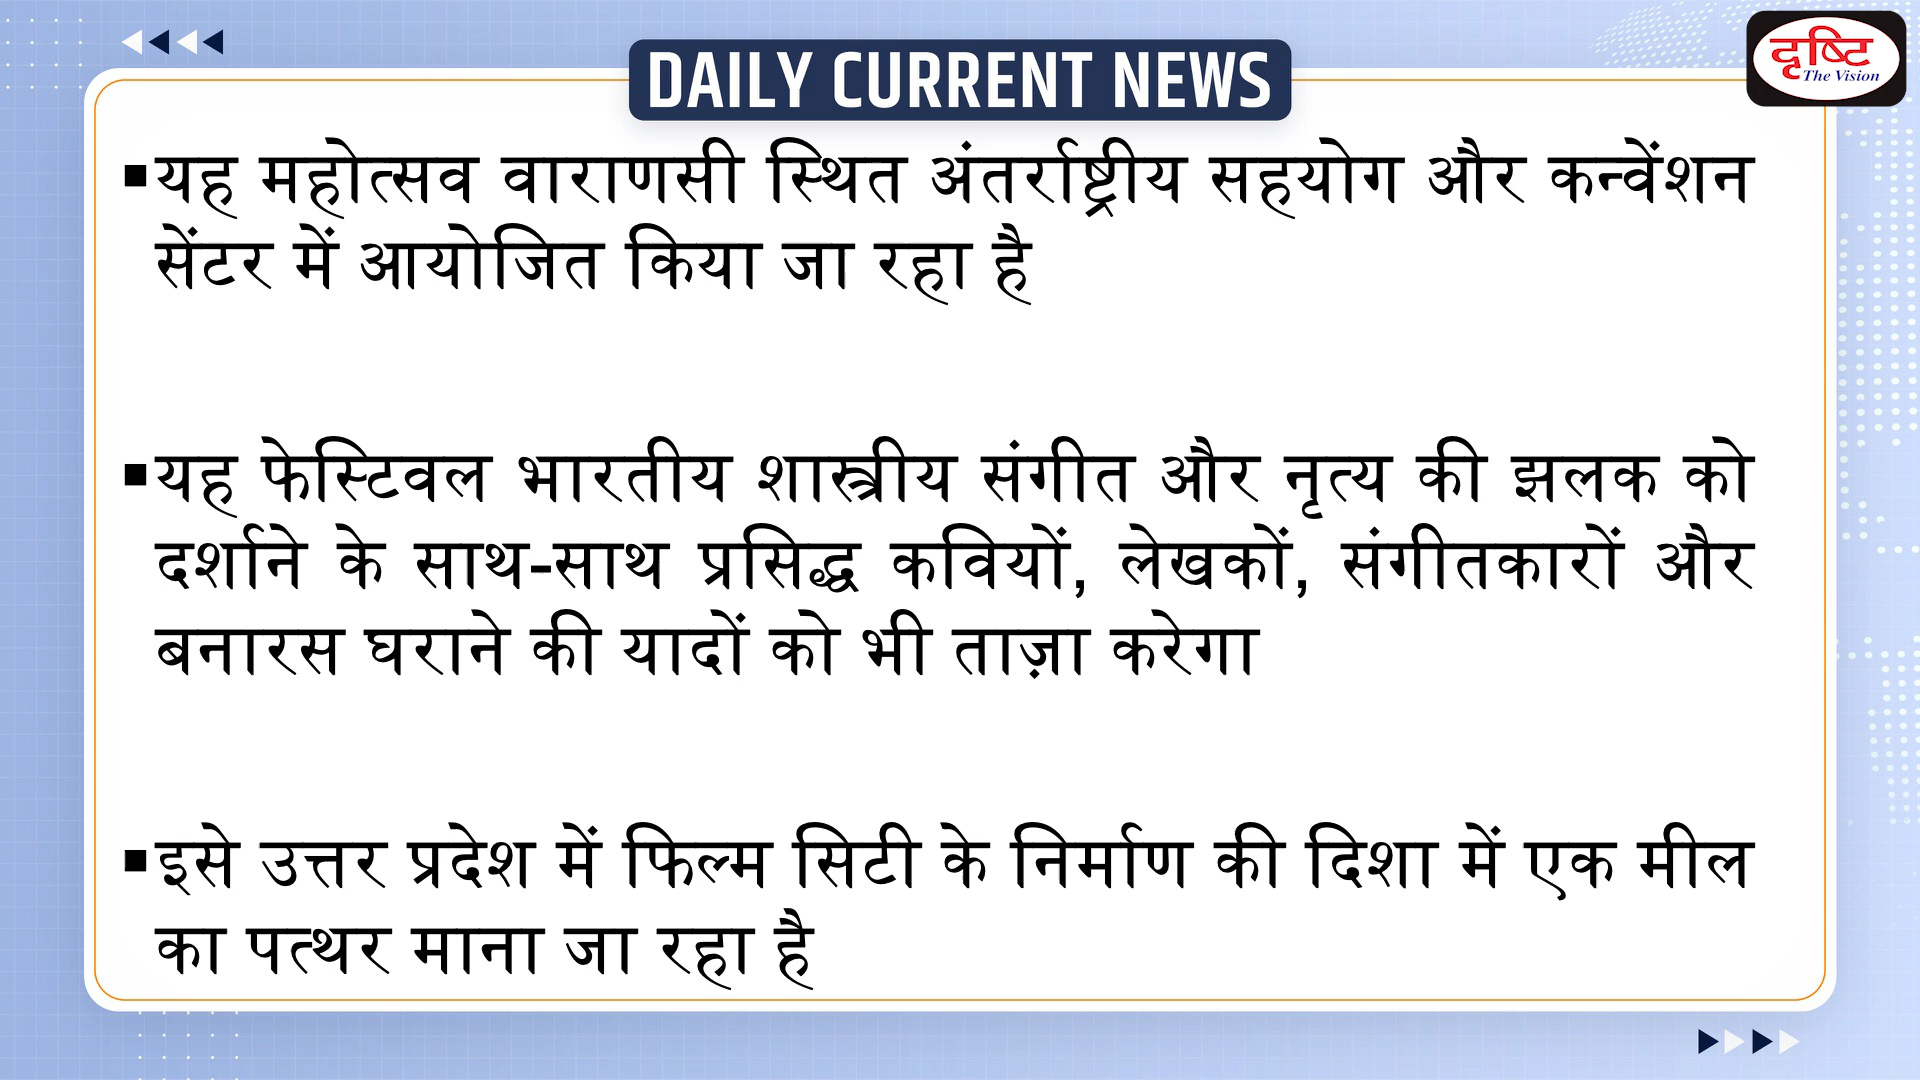 DAILY CURRENT NEWS
दृष्टि
The Vision
▪यह महोत्सव वाराणसी स्थित अंतर्राष्ट्रीय सहयोग और कन्वेंशन
सेंटर में आयोजित किया जा रहा है
▪यह फेस्टिवल भारतीय शास्त्रीय संगीत और नृत्य की झलक को
दर्शाने के साथ-साथ प्रसिद्ध कवियों, लेखकों, संगीतकारों और
बनारस घराने की यादों को भी ताज़ा करेगा
▪इसे उत्तर प्रदेश में फिल्म सिटी के निर्माण की दिशा में एक मील
का पत्थर माना जा रहा है